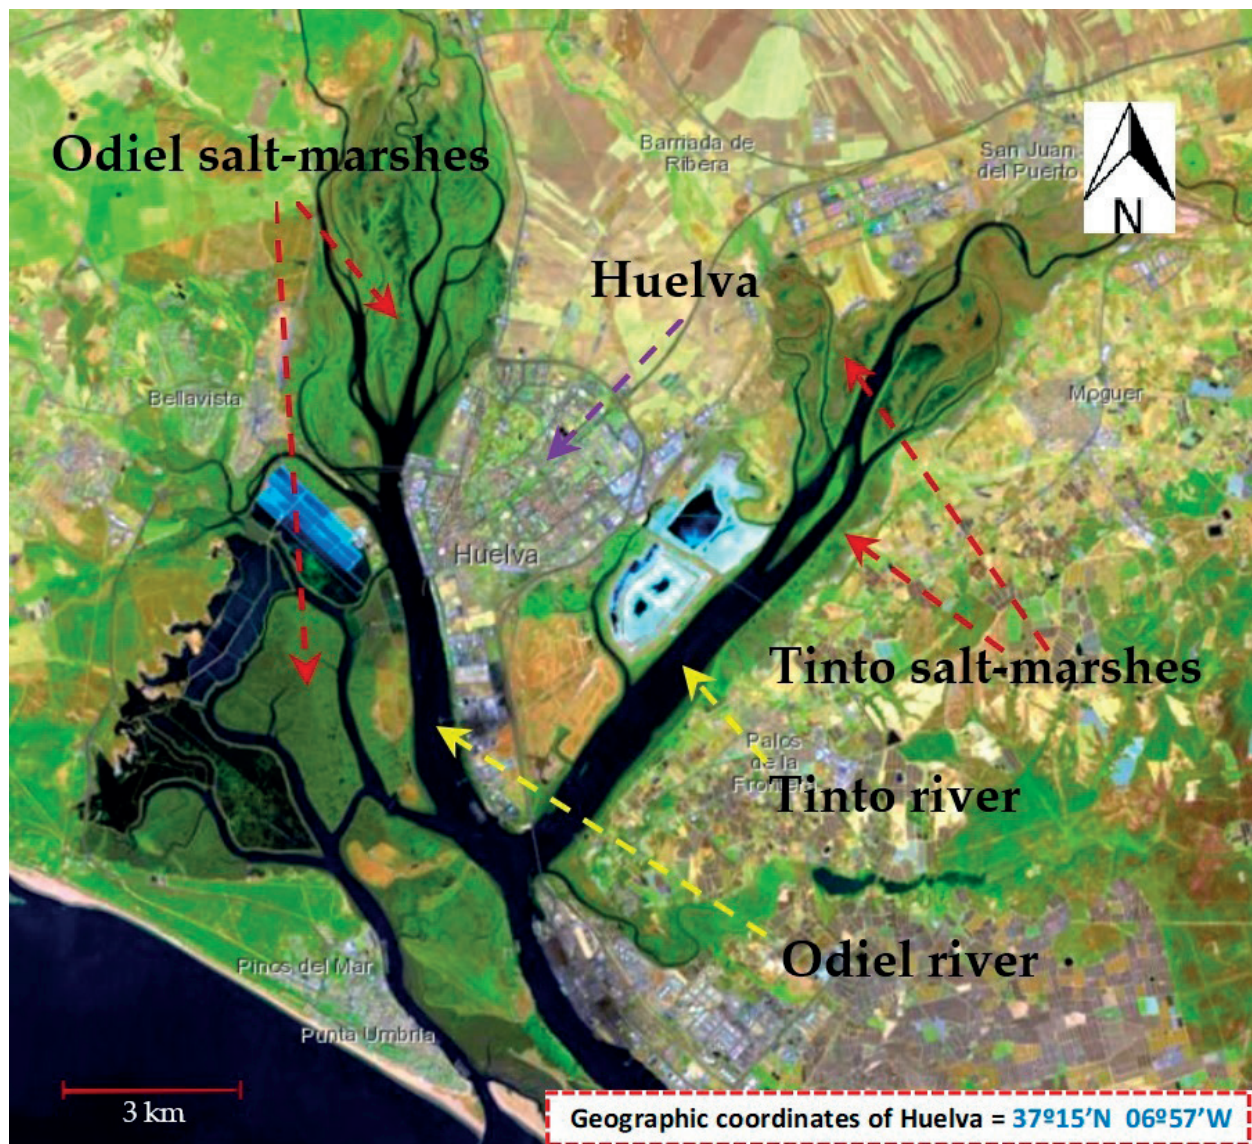 Odiel salt-marshes
Barriada de
Ribera
San Juan
del Puerto
N
Huelva
Bellavista
Moguer
Huelva
Tinto salt-marshes
Palos
de la
Frontera
Tinto river
Odiel river
Pinos del Mar
Punta Umbria
3 km
Geographic coordinates of Huelva = 37º15’N 06º57’W